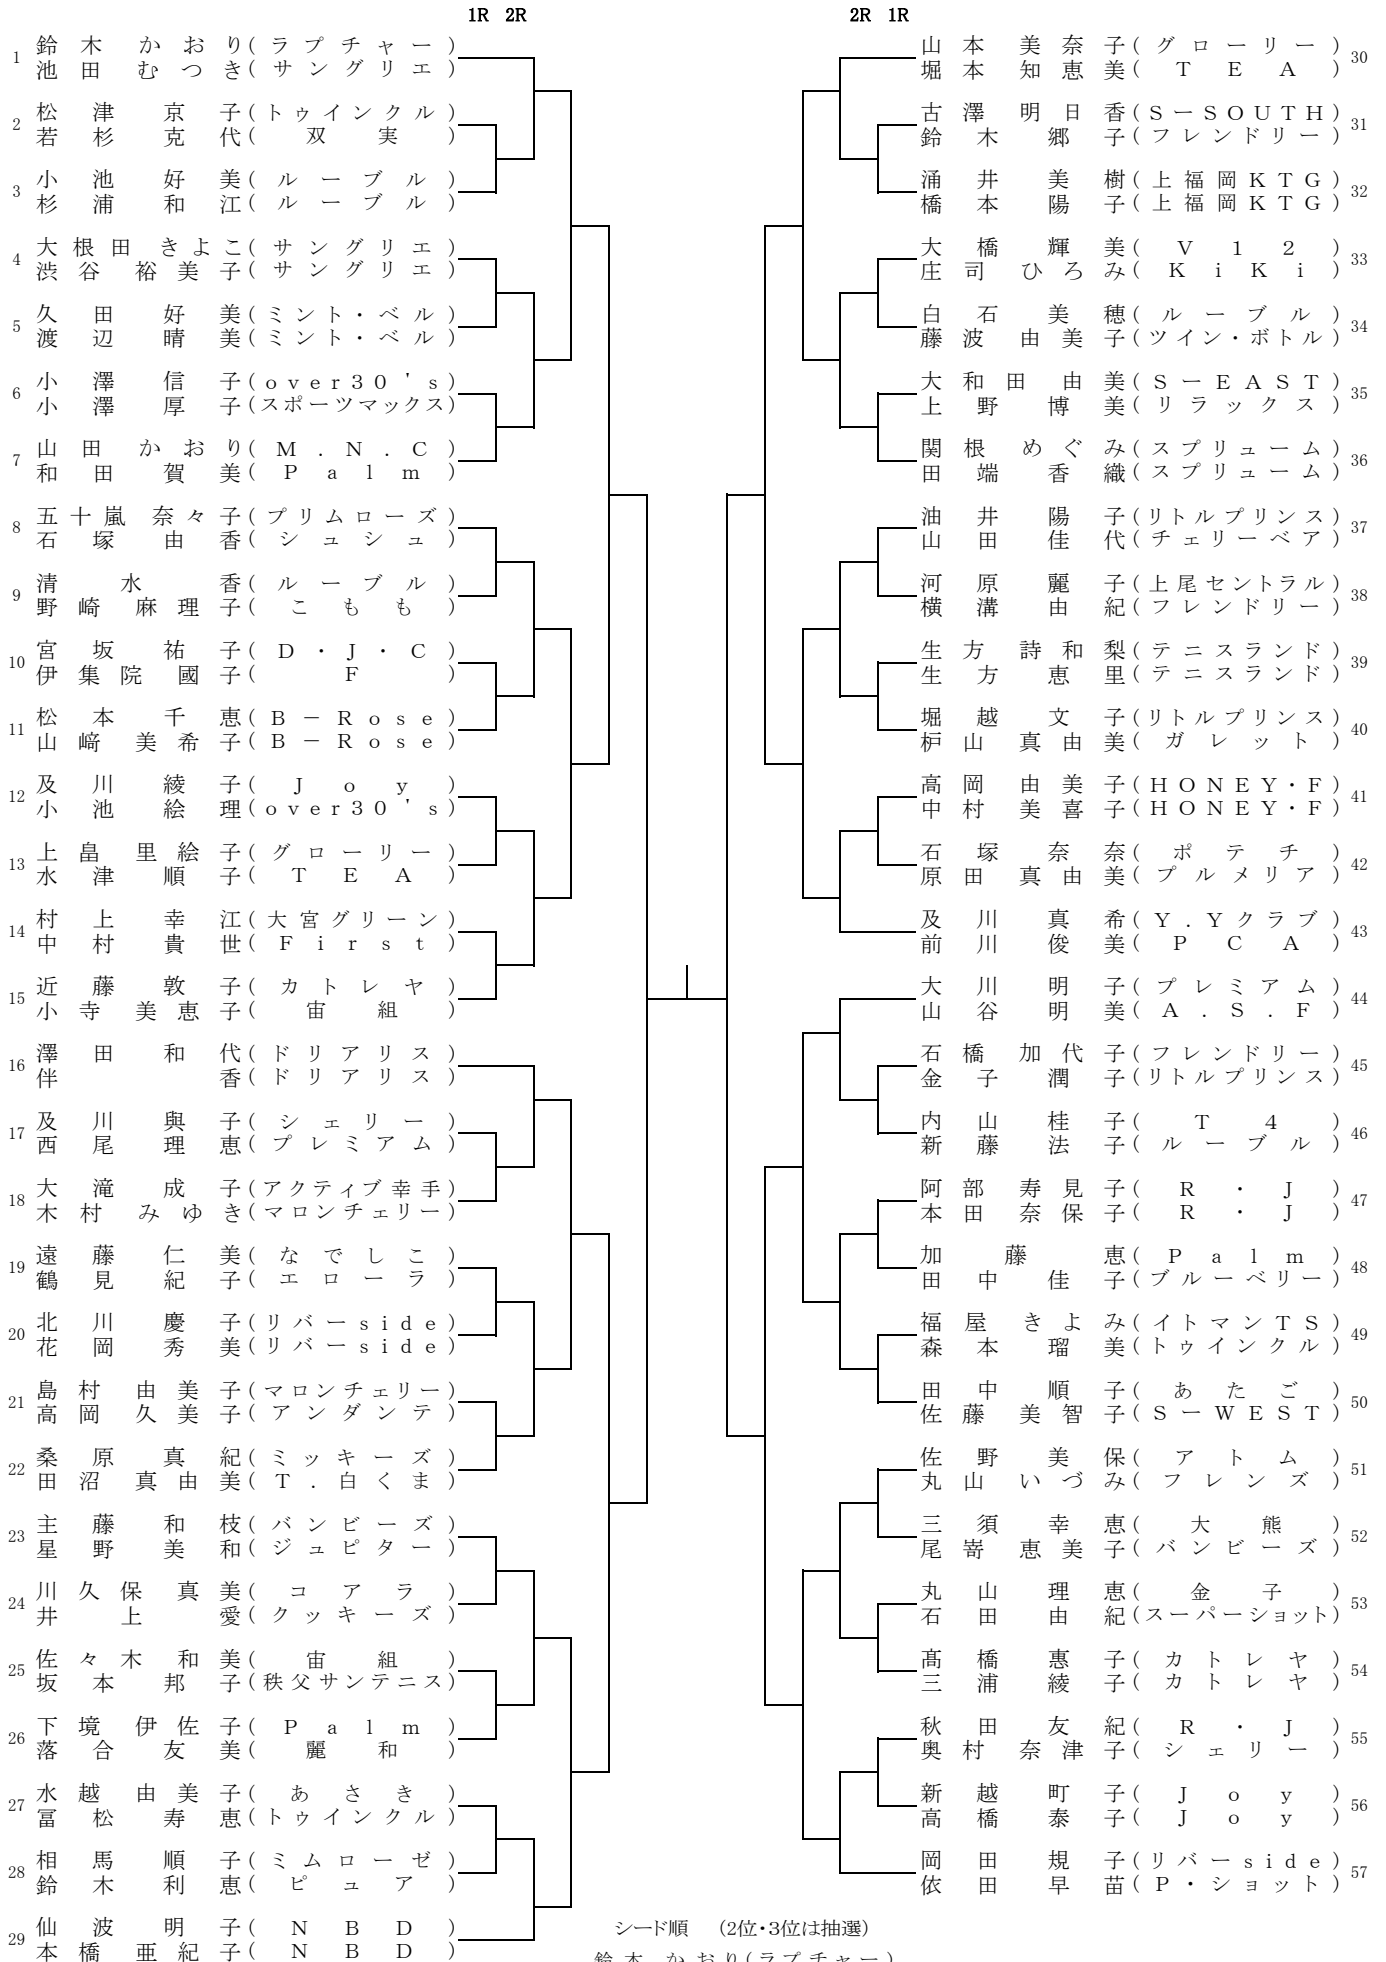 1R 2R
1 鈴木かおり(ラプチャー)
池田むつき(サングリエ)
2 松津京子(トゥインクル)
若杉克代(双実)
3 小池好美(ルーブル)
杉浦和江(ルーブル)
4 大根田きよこ(サングリエ)
渋谷裕美子(サングリエ)
5 久田好美(ミント・ベル)
渡辺晴美(ミント・ベル)
6 小澤信子(over30's)
小澤厚子(スポーツマックス)
7 山田かおり(M.N.C)
和田賀美(Palm)
8 五十嵐奈々子(プリムローズ)
石塚由香(シュシュ)
9 清水香(ルーブル)
野崎麻理子(こもも)
10 宮坂祐子(D・J・C)
伊集院國子(F)
11 松本千恵(B－Rose)
山﨑美希子(B－Rose)
12 及川綾子(Joy)
小池絵理(over30's)
13 上畠里絵子(グローリー)
水津順子(TEA)
14 村上幸江(大宮グリーン)
中村貴世(First)
15 近藤敦子(カトレヤ)
小寺美恵子(宙組)
16 澤田和代(ドリアリス)
伴香(ドリアリス)
17 及川與子(シェリー)
西尾理恵(プレミアム)
18 大滝成子(アクティブ幸手)
木村みゆき(マロンチェリー)
19 遠藤仁美(なでしこ)
鶴見紀子(エローラ)
20 北川慶子(リバーside)
花岡秀美(リバーside)
21 島村由美子(マロンチェリー)
高岡久美子(アンダンテ)
22 桑原真紀(ミッキーズ)
田沼真由美(T.白くま)
23 主藤和枝(バンビーズ)
星野美和(ジュピター)
24 川久保真美(コアラ)
井上愛(クッキーズ)
25 佐々木和美(宙組)
坂本邦子(秩父サンテニス)
26 下境伊佐子(Palm)
落合友美(麗和)
27 水越由美子(あさき)
冨松寿恵(トゥインクル)
28 相馬順子(ミムローゼ)
鈴木利恵(ピュア)
29 仙波明子(NBD)
本橋亜紀子(NBD)
2R 1R
山本美奈子(グローリー) 30
堀本知恵美(TEA)
古澤明日香(S－SOUTH) 31
鈴木郷子(フレンドリー)
涌井美樹(上福岡KTG) 32
橋本陽子(上福岡KTG)
大橋輝美(V12) 33
庄司ひろみ(KiKi)
白石美穂(ルーブル) 34
藤波由美子(ツイン・ボトル)
大和田由美(S－EAST) 35
上野博美(リラックス)
関根めぐみ(スプリューム) 36
田端香織(スプリューム)
油井陽子(リトルプリンス) 37
山田佳代(チェリーベア)
河原麗子(上尾セントラル) 38
横溝由紀(フレンドリー)
生方詩和梨(テニスランド) 39
生方恵里(テニスランド)
堀越文子(リトルプリンス) 40
枦山真由美(ガレット)
高岡由美子(HONEY・F) 41
中村美喜子(HONEY・F)
石塚奈奈(ポテチ) 42
原田真由美(プルメリア)
及川真希(Y.Yクラブ) 43
前川俊美(PCA)
大川明子(プレミアム) 44
山谷明美(A.S.F)
石橋加代子(フレンドリー) 45
金子潤子(リトルプリンス)
内山桂子(T4) 46
新藤法子(ルーブル)
阿部寿見子(R・J) 47
本田奈保子(R・J)
加藤恵(Palm) 48
田中佳子(ブルーベリー)
福屋きよみ(イトマンTS) 49
森本瑠美(トゥインクル)
田中順子(あたご) 50
佐藤美智子(S－WEST)
佐野美保(アトム) 51
丸山いづみ(フレンズ)
三須幸恵(大熊) 52
尾嵜恵美子(バンビーズ)
丸山理恵(金子) 53
石田由紀(スーパーショット)
髙橋惠子(カトレヤ) 54
三浦綾子(カトレヤ)
秋田友紀(R・J) 55
奥村奈津子(シェリー)
新越町子(Joy) 56
高橋泰子(Joy)
岡田規子(リバーside) 57
依田早苗(P・ショット)
シード順 (2位・3位は抽選)
鈴木かおり(ラプチャー)